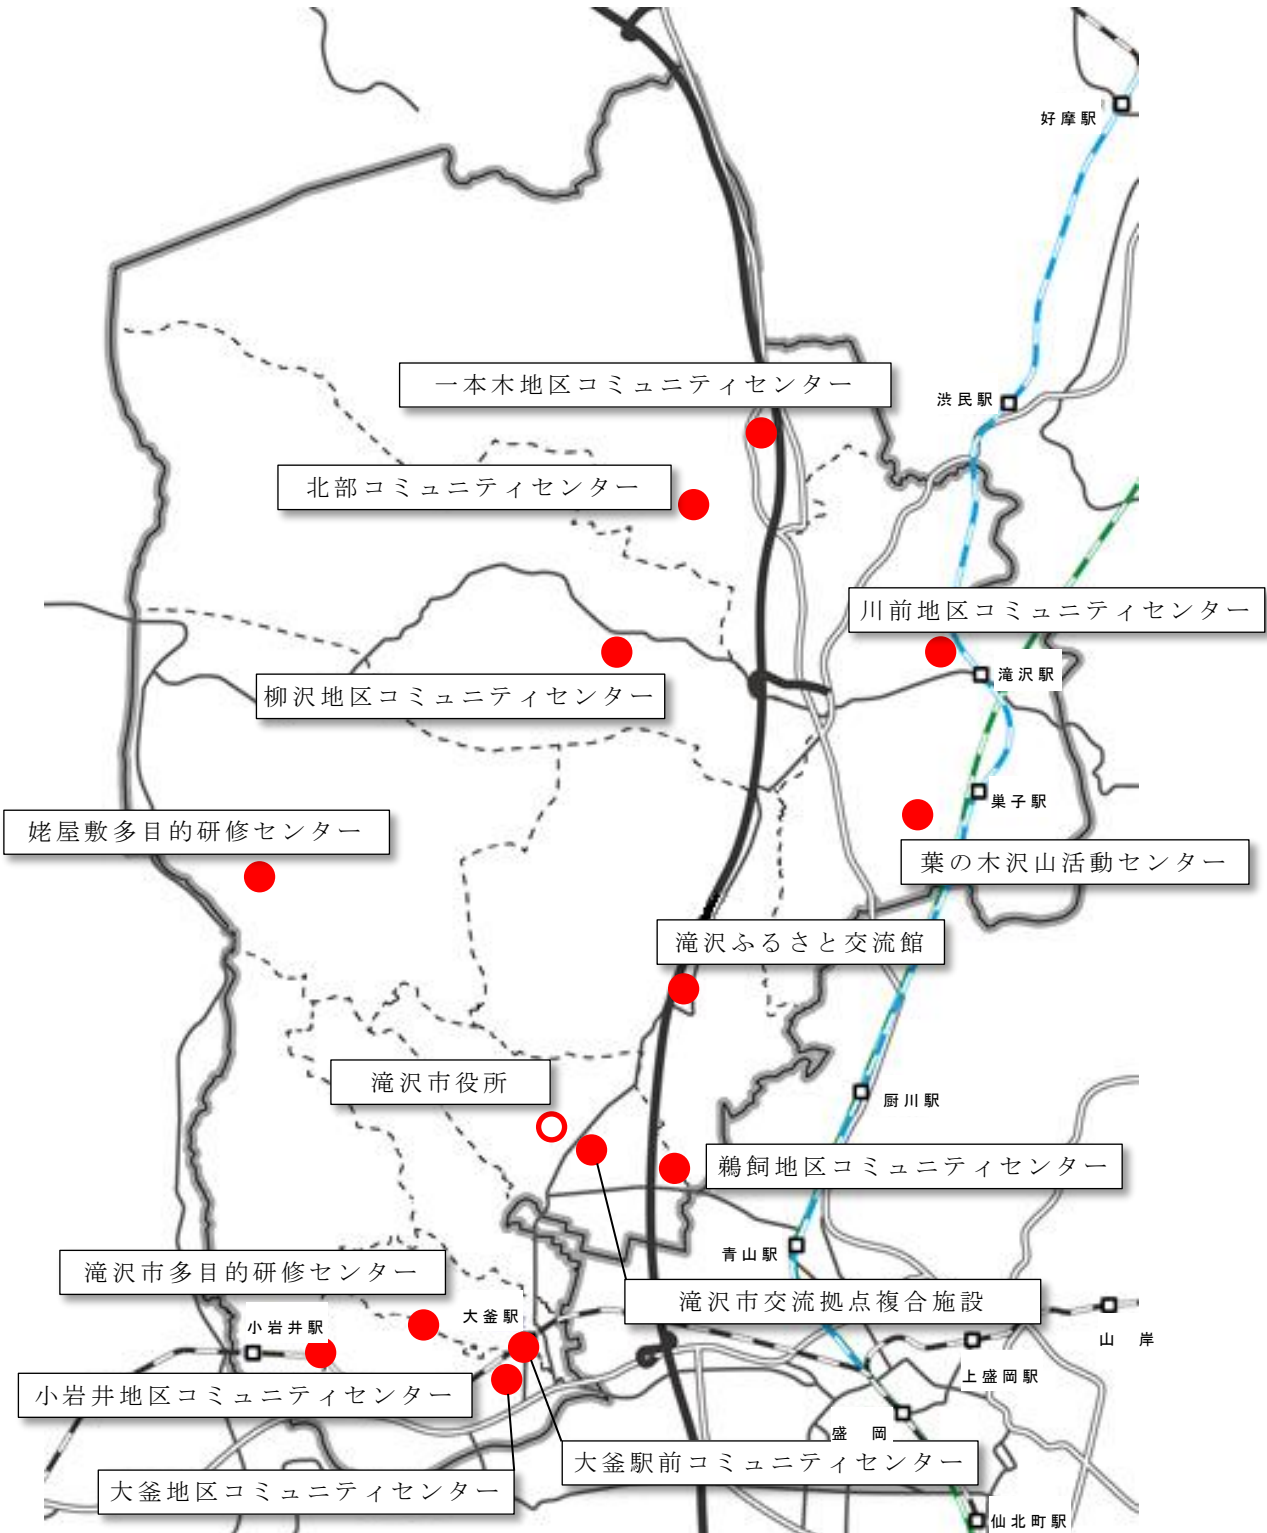 好摩駅
一本木地区コミュニティセンター
渋民駅
北部コミュニティセンター
川前地区コミュニティセンター
滝沢駅
柳沢地区コミュニティセンター
巣子駅
姥屋敷多目的研修センター
葉の木沢山活動センター
滝沢ふるさと交流館
滝沢市役所
厨川駅
鵜飼地区コミュニティセンター
青山駅
滝沢市多目的研修センター
滝沢市交流拠点複合施設
大釜駅
小岩井駅
山岸
上盛岡駅
小岩井地区コミュニティセンター
盛岡
大釜駅前コミュニティセンター
大釜地区コミュニティセンター
仙北町駅